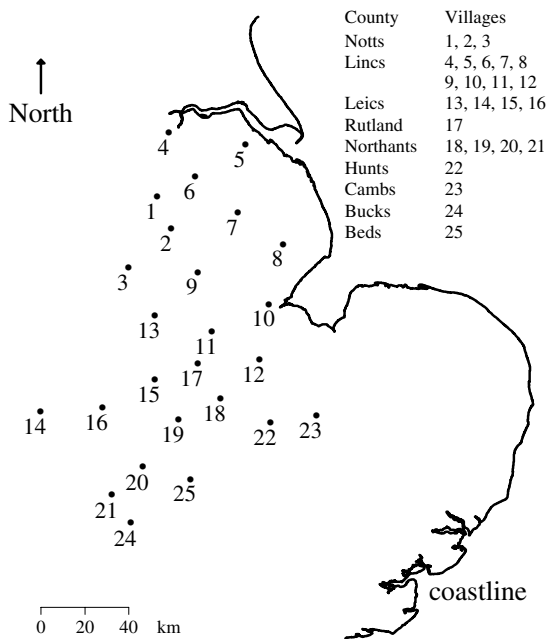 County Villages
Notts 1, 2, 3
Lincs 4, 5, 6, 7, 8
9, 10, 11, 12
Leics 13, 14, 15, 16
Rutland 17
Northants 18, 19, 20, 21
Hunts 22
Cambs 23
Bucks 24
Beds 25
North
4
5
6
1
7
2
8
3
9
10
13
11
12
17
15
18
16
14
19
22
23
20
25
21
24
coastline
0 20 40 km